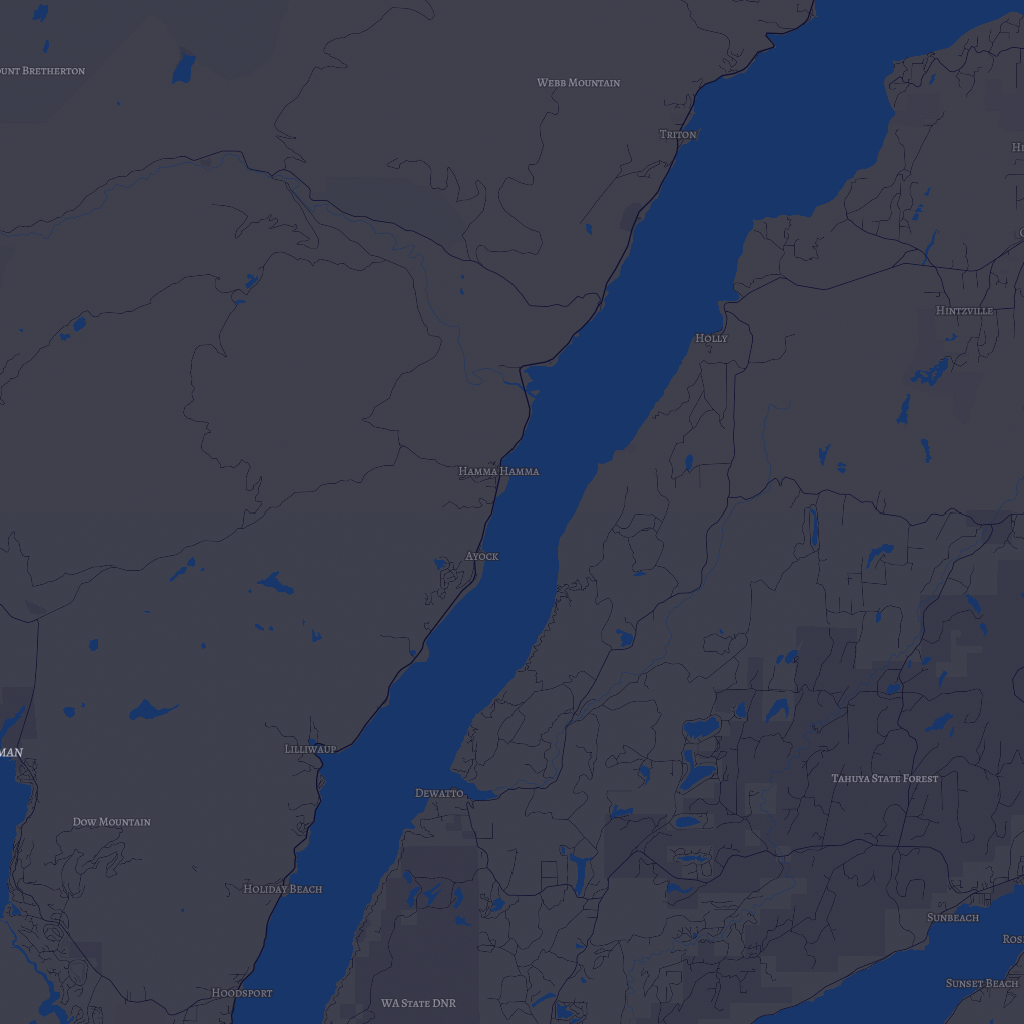 OUNT BRETHERTON
WEBB MOUNTAIN
TRITON
HINTZVILLE
HOLLY
HAMMA HAMMA
AYOCK
LILLIWAUP
MAN
TAHUYA STATE FOREST
DEWATTO
DOW MOUNTAIN
HOLIDAY BEACH
SUNBEACH
ROS
SUNSET BEACH
HOODSPORT
WA STATE DNR